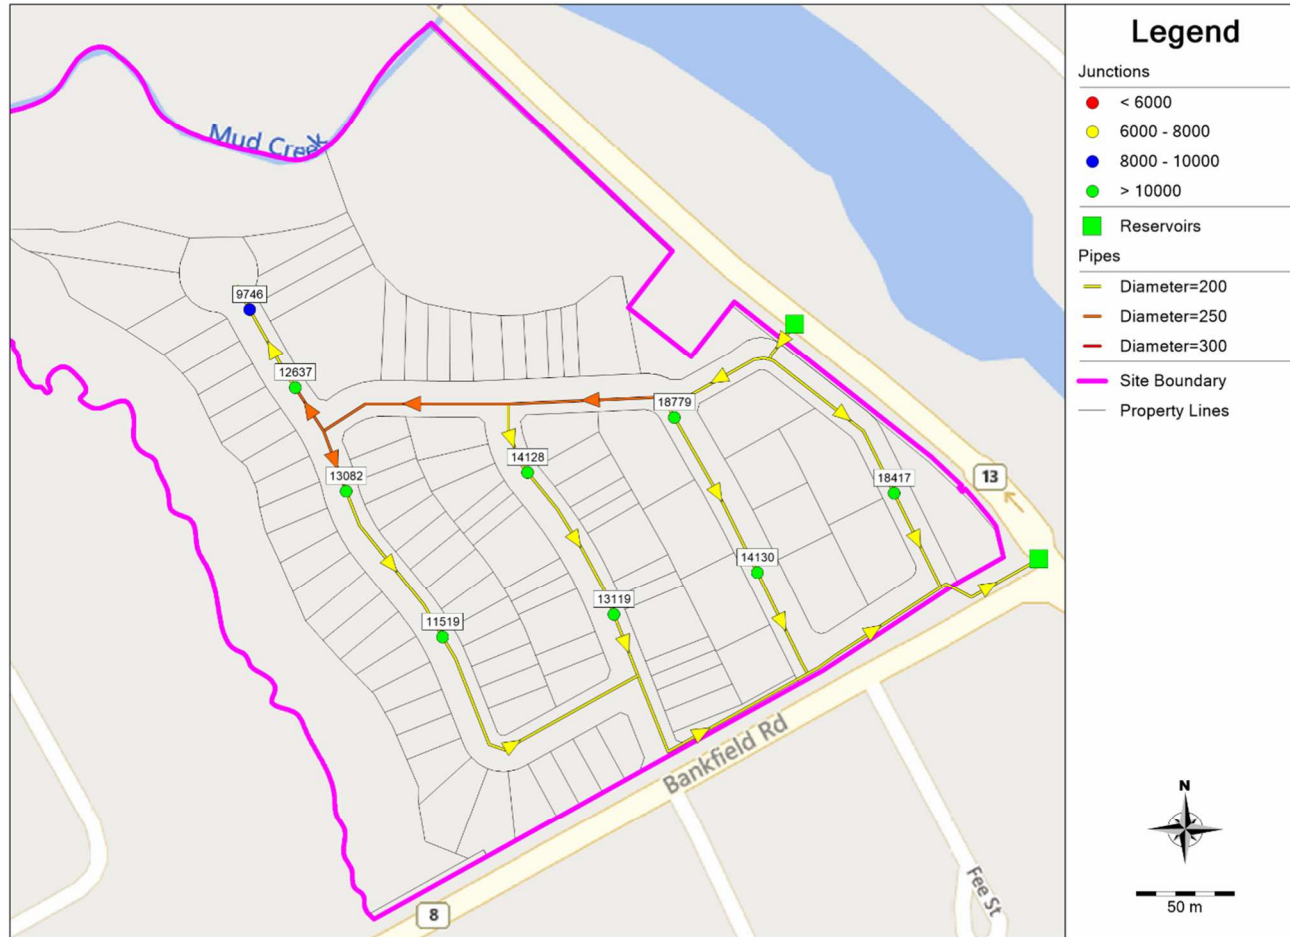 Legend
Junctions
< 6000
6000 - 8000
8000 - 10000
> 10000
Reservoirs
Pipes
Diameter=200
Diameter=250
Diameter=300
Site Boundary
Property Lines
Mud Creek
9746
12637
18779
13082
14128
18417
13
14130
13119
11519
Bankfield Rd
8
Fee St
N
50 m